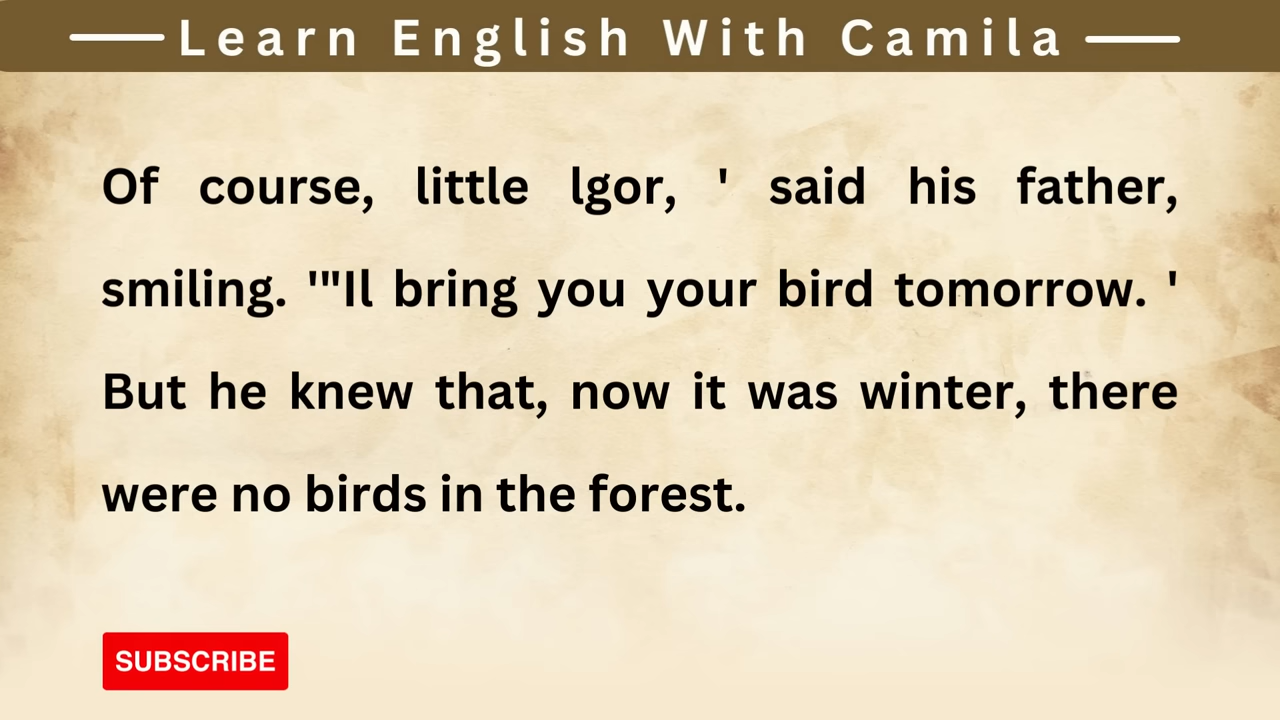 Learn English With Camila
Of course, little lgor, ' said his father,
smiling. '"Il bring you your bird tomorrow. '
But he knew that, now it was winter, there
were no birds in the forest.
SUBSCRIBE